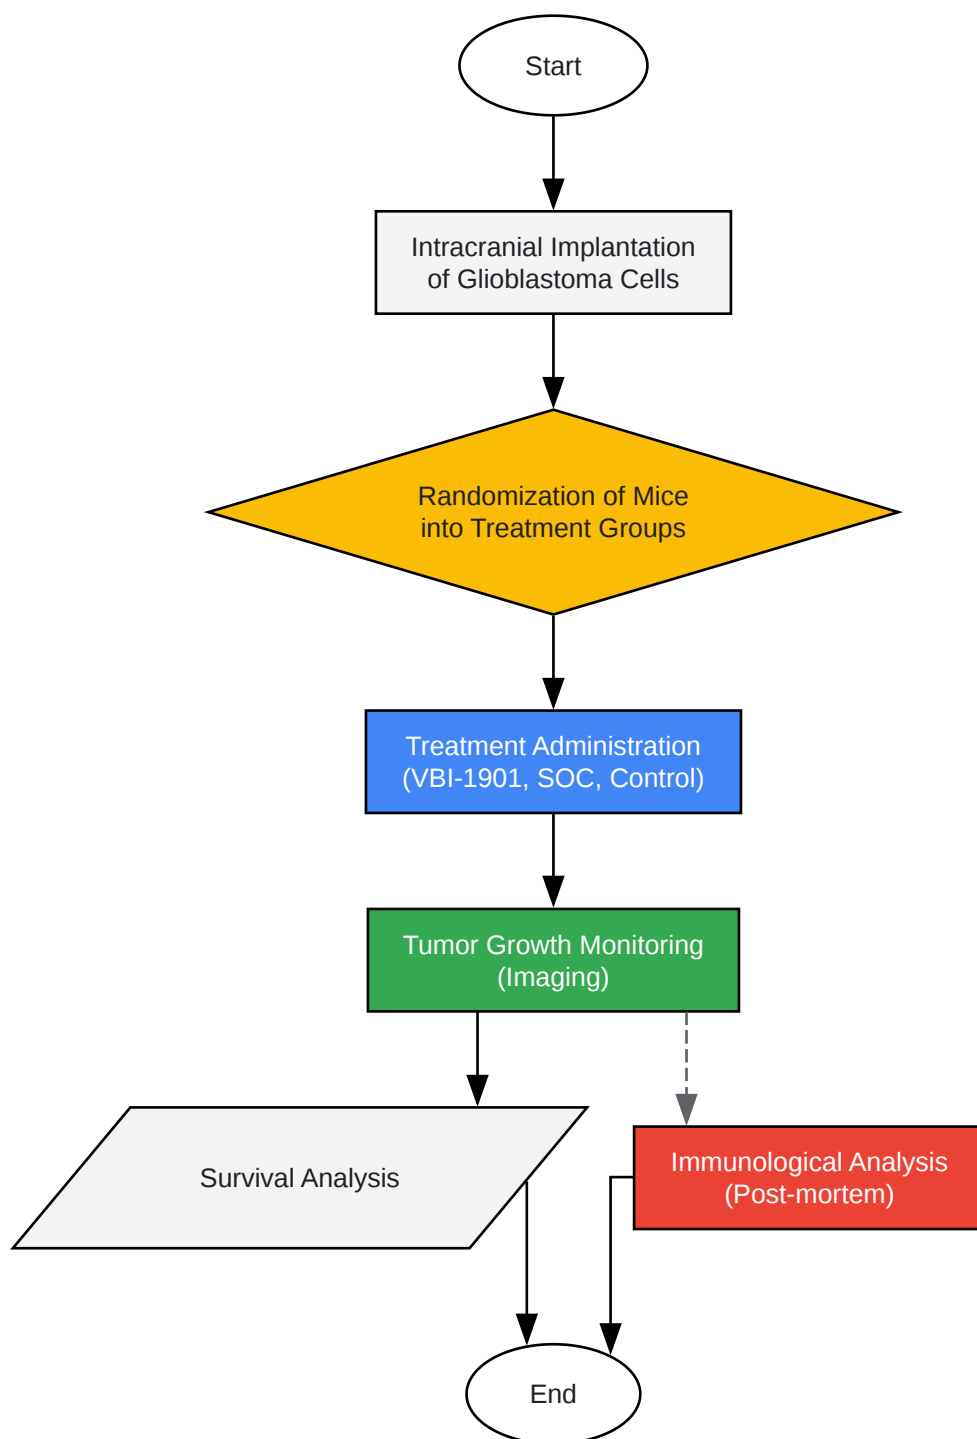 Start
Intracranial Implantation
of Glioblastoma Cells
Randomization of Mice
into Treatment Groups
Treatment Administration
(VBI-1901, SOC, Control)
Tumor Growth Monitoring
(Imaging)
Survival Analysis
Immunological Analysis
(Post-mortem)
End